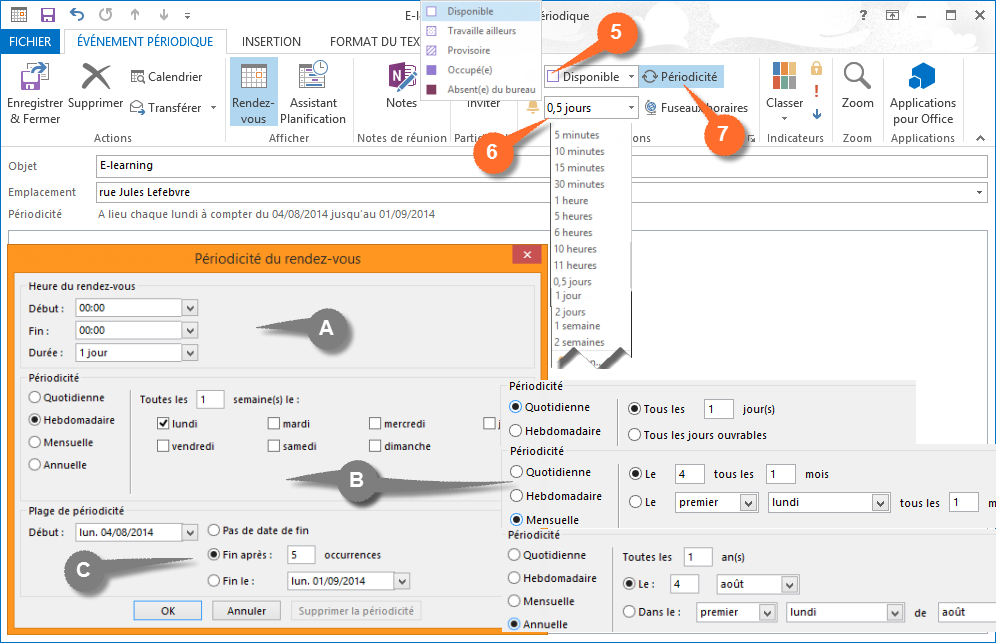 E-l
ériodique
?
FICHIER
ÉVÉNEMENT PÉRIODIQUE
INSERTION
FORMAT DU TEX
Disponible
Travaille ailleurs
Provisoire
Occupé(e)
Absent(e) du bureau
5
Enregistrer
& Fermer
Supprimer
Calendrier
Transférer
Actions
Rendez-
vous
Assistant
Planification
Afficher
Notes
Notes de réunion
Inviter
Partic
Disponible
Périodicité
0,5 jours
Fuseaux horaires
ons
6
7
Classer
Indicateurs
Zoom
Zoom
Applications
pour Office
Applications
Objet
E-learning
Emplacement
rue Jules Lefebvre
Périodicité
A lieu chaque lundi à compter du 04/08/2014 jusqu'au 01/09/2014
5 minutes
10 minutes
15 minutes
30 minutes
1 heure
5 heures
6 heures
10 heures
11 heures
0,5 jours
1 jour
2 jours
1 semaine
2 semaines
Périodicité du rendez-vous
Heure du rendez-vous
Début : 00:00
Fin : 00:00
Durée : 1 jour
A
Périodicité
Quotidienne
Hebdomadaire
Mensuelle
Annuelle
Toutes les 1 semaine(s) le :
lundi mardi mercredi j
vendredi samedi dimanche
B
Plage de périodicité
Début : lun. 04/08/2014
Pas de date de fin
Fin après : 5 occurrences
Fin le : lun. 01/09/2014
C
OK Annuler Supprimer la périodicité
Périodicité
Quotidienne
Hebdomadaire
Tous les 1 jour(s)
Tous les jours ouvrables
Périodicité
Quotidienne
Hebdomadaire
Mensuelle
Le 4 tous les 1 mois
Le premier lundi tous les 1 m
Périodicité
Quotidienne
Hebdomadaire
Mensuelle
Annuelle
Toutes les 1 an(s)
Le : 4 août
Dans le : premier lundi de août